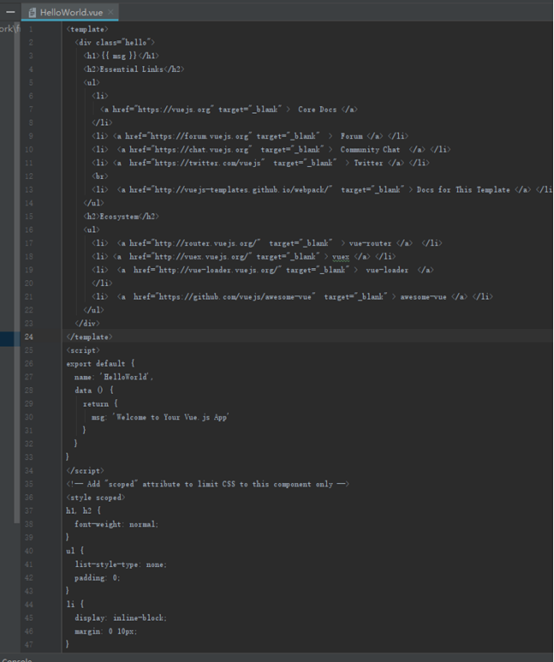 HelloWorld.vue ×
ork\f
1 <template>
2 <div class="hello">
3 <h1>{{ msg }}</h1>
4 <h2>Essential Links</h2>
5 <ul>
6 <li>
7 <a href="https://vuejs.org" target="_blank" > Core Docs </a>
8 </li>
9 <li> <a href="https://forum.vuejs.org" target="_blank" > Forum </a> </li>
10 <li> <a href="https://chat.vuejs.org" target="_blank" > Community Chat </a> </li>
11 <li> <a href="https://twitter.com/vuejs" target="_blank" > Twitter </a> </li>
12 <br>
13 <li> <a href="http://vuejs-templates.github.io/webpack/" target="_blank" > Docs for This Template </a> </li
14 </ul>
15 <h2>Ecosystem</h2>
16 <ul>
17 <li> <a href="http://router.vuejs.org/" target="_blank" > vue-router </a> </li>
18 <li> <a href="http://vuex.vuejs.org/" target="_blank" > vuex </a> </li>
19 <li> <a href="http://vue-loader.vuejs.org/" target="_blank" > vue-loader </a>
20 </li>
21 <li> <a href="https://github.com/vuejs/awesome-vue" target="_blank" > awesome-vue </a> </li>
22 </ul>
23 </div>
24 </template>
25 <script>
26 export default {
27 name: 'HelloWorld',
28 data () {
29 return {
30 msg: 'Welcome to Your Vue.js App'
31 }
32 }
33 }
34 </script>
35 <!-- Add "scoped" attribute to limit CSS to this component only -->
36 <style scoped>
37 h1, h2 {
38 font-weight: normal;
39 }
40 ul {
41 list-style-type: none;
42 padding: 0;
43 }
44 li {
45 display: inline-block;
46 margin: 0 10px;
47 }
Console